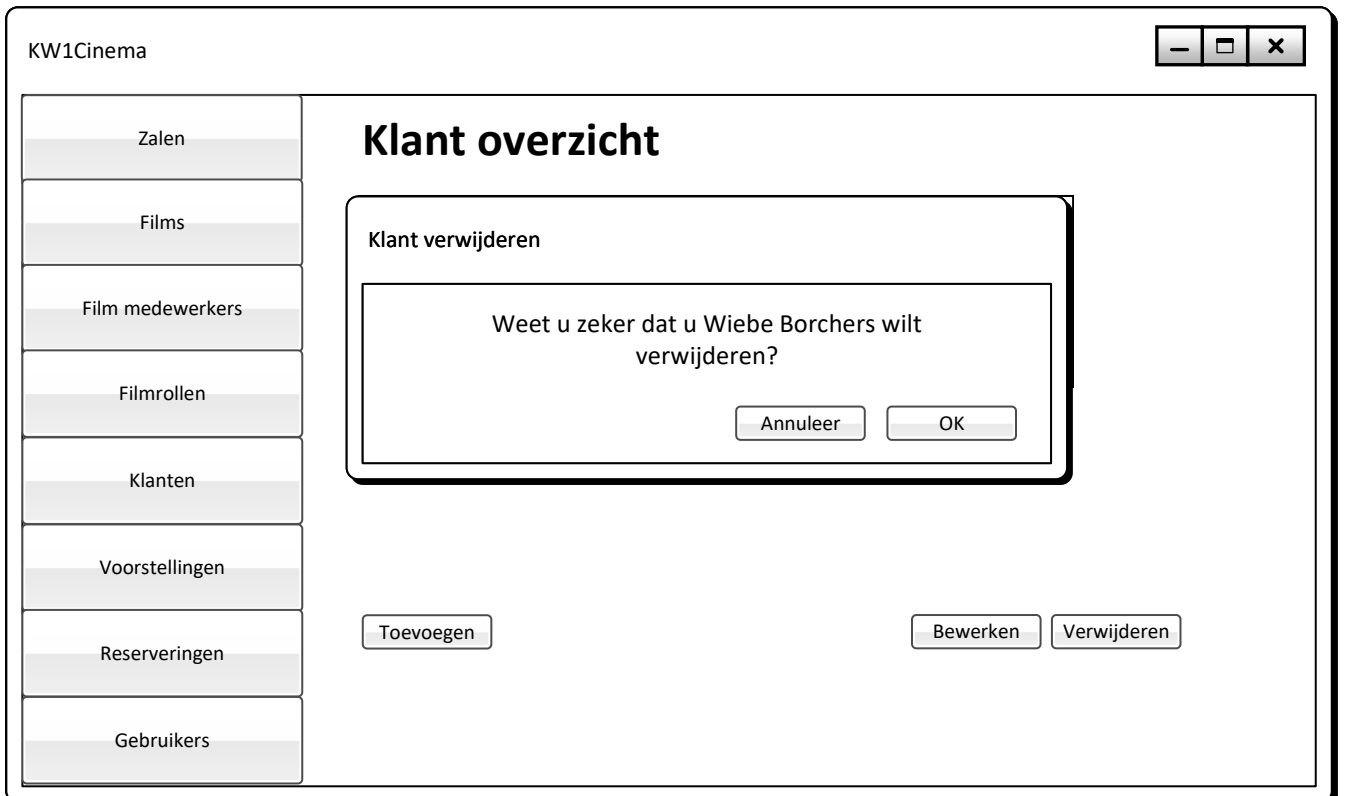 KW1Cinema
Zalen
Films
Film medewerkers
Filmrollen
Klanten
Voorstellingen
Reserveringen
Gebruikers
Klant overzicht
Klant verwijderen
Weet u zeker dat u Wiebe Borchers wilt
verwijderen?
Annuleer OK
Toevoegen Bewerken Verwijderen